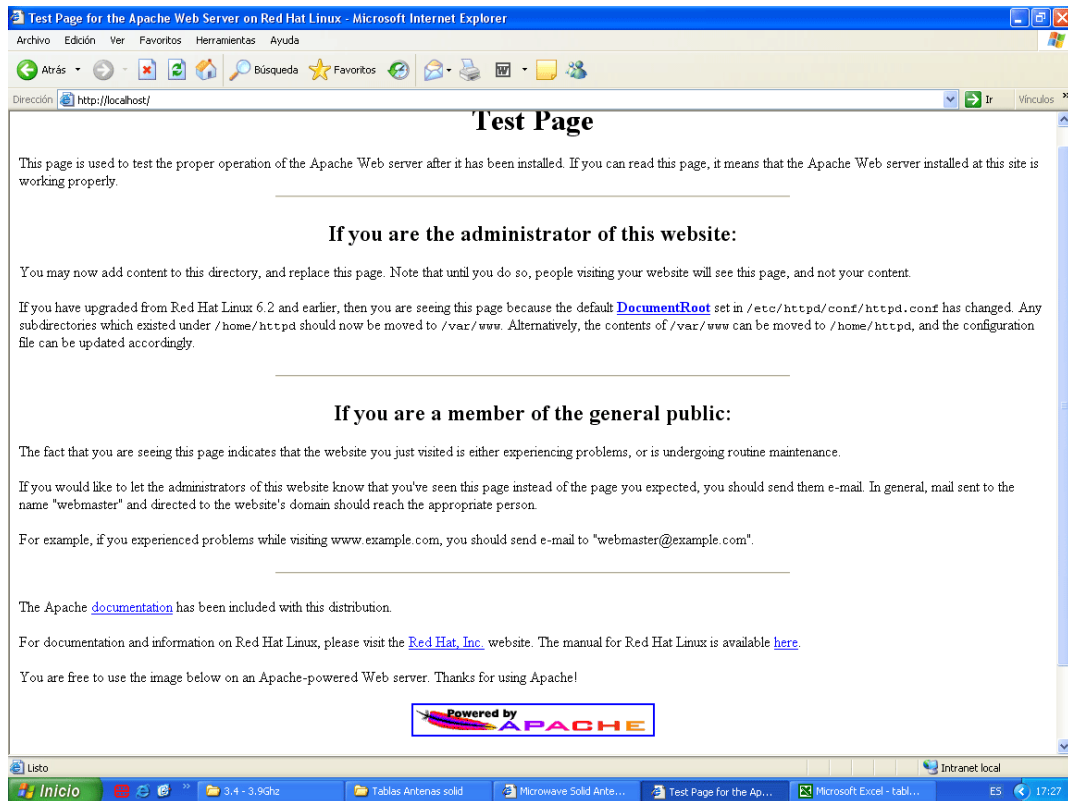 Test Page for the Apache Web Server on Red Hat Linux - Microsoft Internet Explorer
Archivo Edición Ver Favoritos Herramientas Ayuda
Atrás Búsqueda Favoritos
Dirección http://localhost/ Ir Vínculos »
Test Page
This page is used to test the proper operation of the Apache Web server after it has been installed. If you can read this page, it means that the Apache Web server installed at this site is
working properly.
If you are the administrator of this website:
You may now add content to this directory, and replace this page. Note that until you do so, people visiting your website will see this page, and not your content.
If you have upgraded from Red Hat Linux 6.2 and earlier, then you are seeing this page because the default DocumentRoot set in /etc/httpd/conf/httpd.conf has changed. Any
subdirectories which existed under /home/httpd should now be moved to /var/www. Alternatively, the contents of /var/www can be moved to /home/httpd, and the configuration
file can be updated accordingly.
If you are a member of the general public:
The fact that you are seeing this page indicates that the website you just visited is either experiencing problems, or is undergoing routine maintenance.
If you would like to let the administrators of this website know that you've seen this page instead of the page you expected, you should send them e-mail. In general, mail sent to the
name "webmaster" and directed to the website's domain should reach the appropriate person.
For example, if you experienced problems while visiting www.example.com, you should send e-mail to "webmaster@example.com".
The Apache documentation has been included with this distribution.
For documentation and information on Red Hat Linux, please visit the Red Hat, Inc. website. The manual for Red Hat Linux is available here.
You are free to use the image below on an Apache-powered Web server. Thanks for using Apache!
Powered by
APACHE
Listo Intranet local
Inicio » 3.4 - 3.9Ghz Tablas Antenas solid Microwave Solid Ante... Test Page for the Ap... Microsoft Excel - tabl... ES 17:27